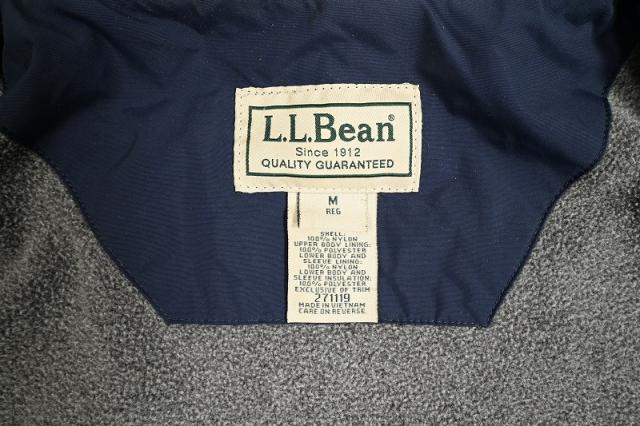 L.L.Bean®
Since 1912
QUALITY GUARANTEED
M
REG
SHELL:
100% NYLON
UPPER BODY LINING:
100% POLYESTER
LOWER BODY AND
SLEEVE LINING:
100% NYLON
LOWER BODY AND
SLEEVE INSULATION:
100% POLYESTER
EXCLUSIVE OF TRIM
271119
MADE IN VIETNAM
CARE ON REVERSE